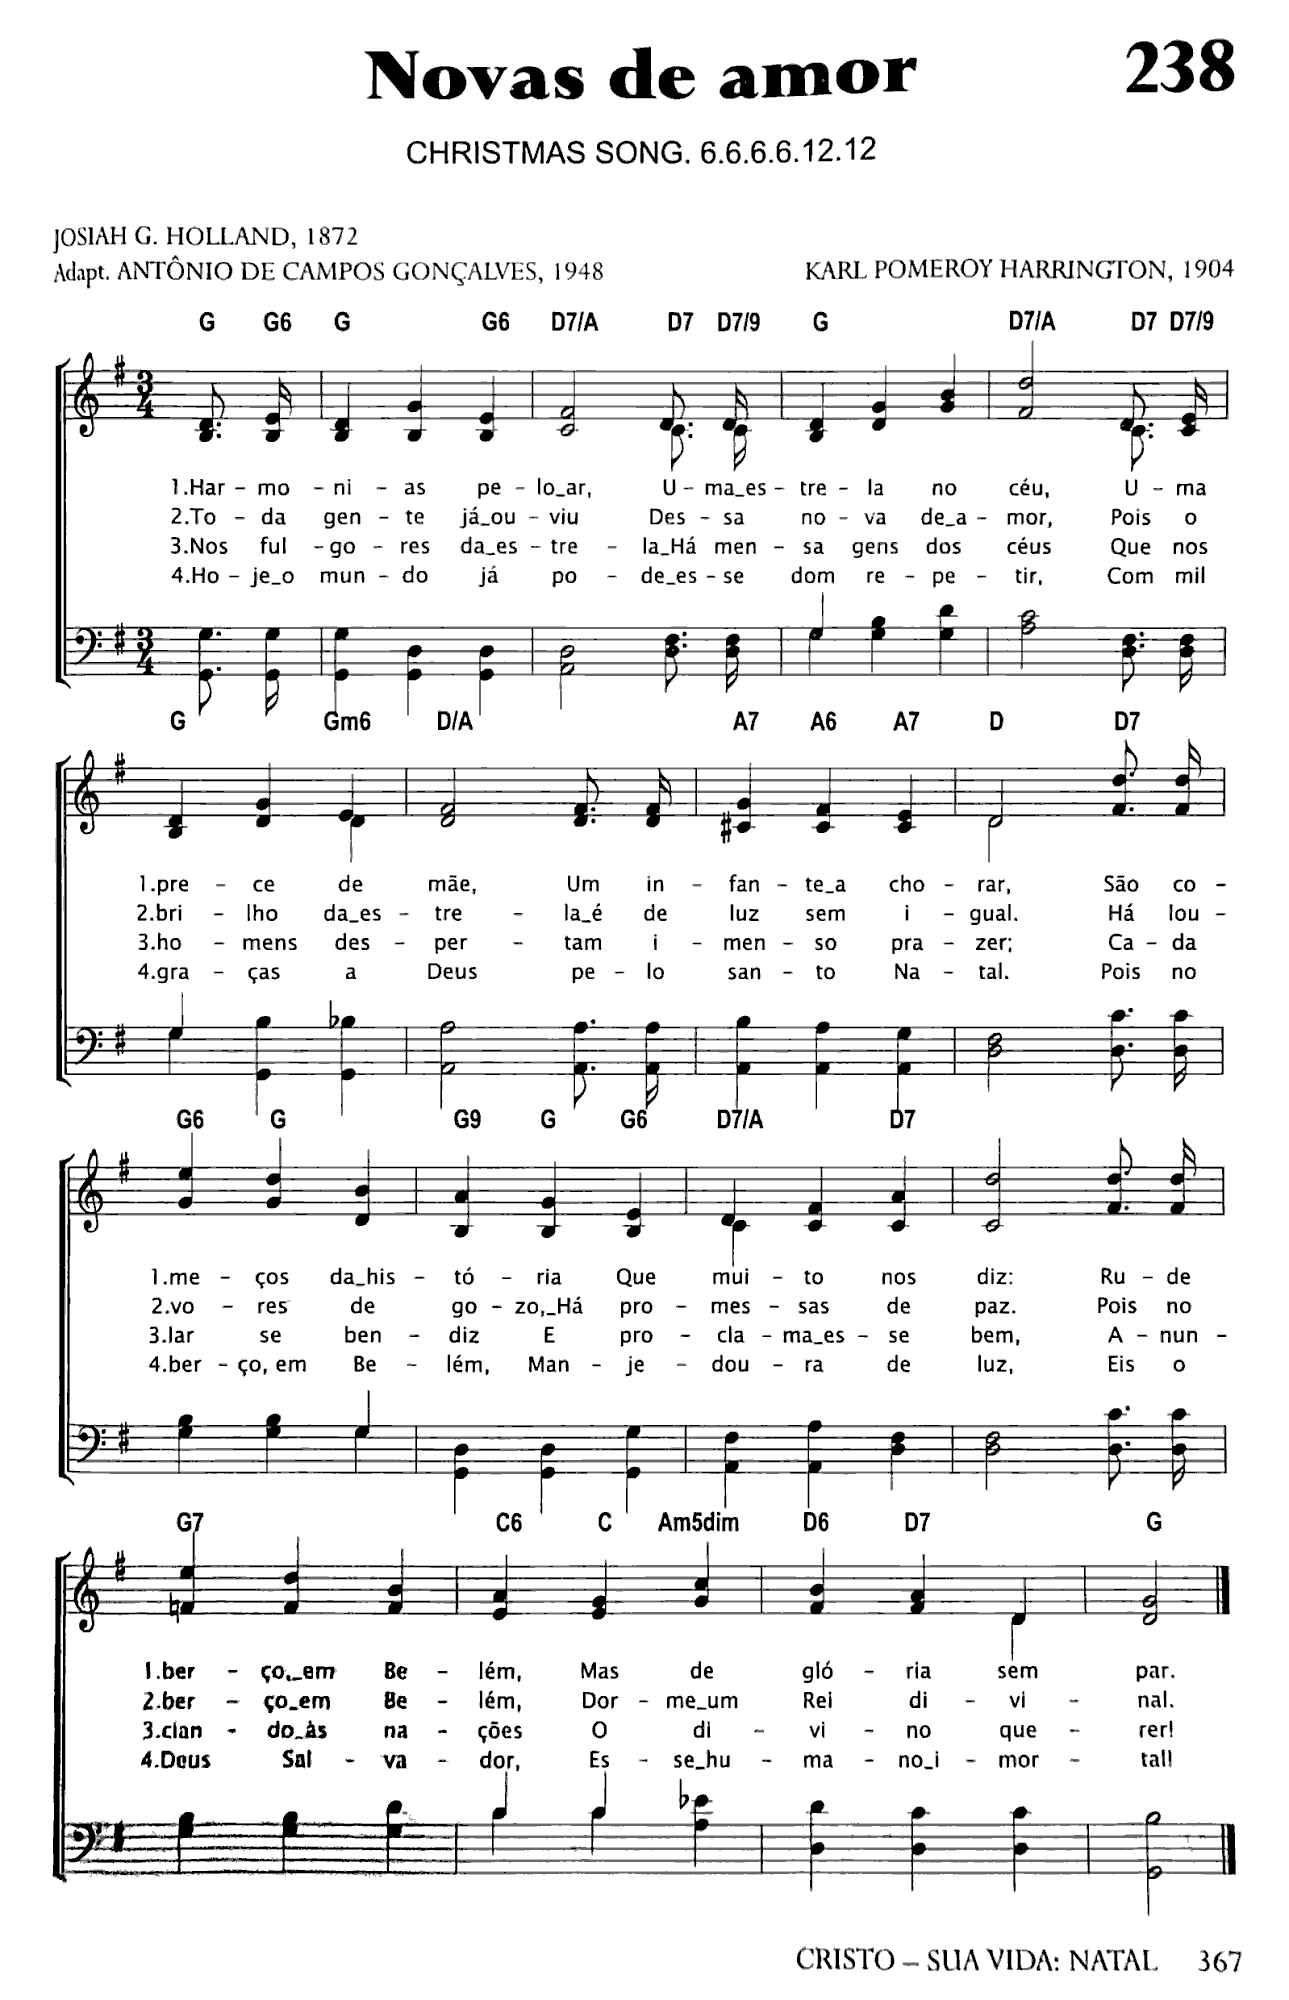 Novas de amor 238
CHRISTMAS SONG. 6.6.6.6.12.12
JOSIAH G. HOLLAND, 1872
Adapt. ANTÔNIO DE CAMPOS GONÇALVES, 1948 KARL POMEROY HARRINGTON, 1904
G G6 G G6 D7/A D7 D7/9 G D7/A D7 D7/9
3
4
1.Har – mo – ni – as pe – lo_ar, U – ma_es – tre – la no céu, U – ma
2.To – da gen – te já_ou – viu Des – sa no – va de_a – mor, Pois o
3.Nos ful – go – res da_es – tre – la_Há men – sa gens dos céus Que nos
4.Ho – je_o mun – do já po – de_es – se dom re – pe – tir, Com mil
3
4
G Gm6 D/A A7 A6 A7 D D7
1.pre – ce de mãe, Um in – fan – te_a cho – rar, São co –
2.bri – lho da_es – tre – la_é de luz sem i – gual. Há lou –
3.ho – mens des – per – tam i – men – so pra – zer; Ca – da
4.gra – ças a Deus pe – lo san – to Na – tal. Pois no
G6 G G9 G G6 D7/A D7
1.me – ços da_his – tó – ria Que mui – to nos diz: Ru – de
2.vo – res de go – zo,_Há pro – mes – sas de paz. Pois no
3.lar se ben – diz E pro – cla – ma_es – se bem, A – nun –
4.ber – ço, em Be – lém, Man – je – dou – ra de luz, Eis o
G7 C6 C Am5dim D6 D7 G
1.ber – ço,_em Be – lém, Mas de gló – ria sem par.
2.ber – ço_em Be – lém, Dor – me_um Rei di – vi – nal.
3.cian – do_às na – ções O di – vi – no que – rer!
4.Deus Sal – va – dor, Es – se_hu – ma – no_i – mor – tal!
CRISTO – SUA VIDA: NATAL 367